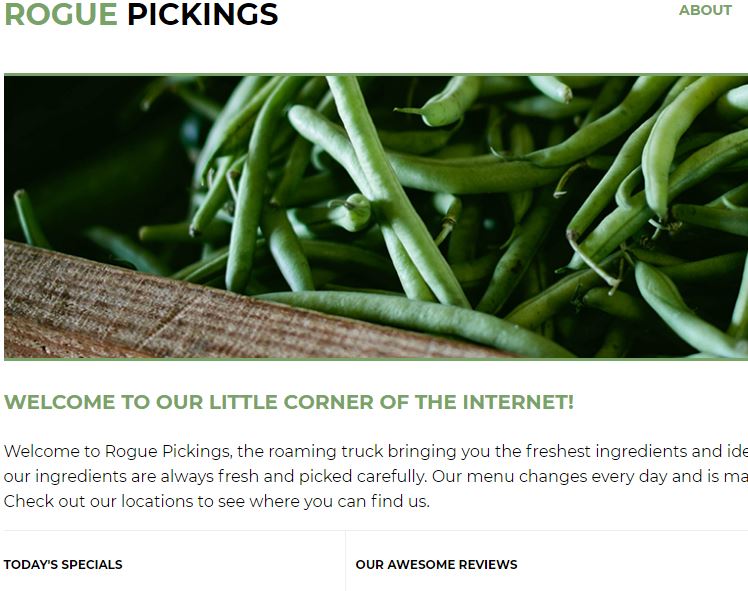 ROGUE PICKINGS
ABOUT
WELCOME TO OUR LITTLE CORNER OF THE INTERNET!
Welcome to Rogue Pickings, the roaming truck bringing you the freshest ingredients and
our ingredients are always fresh and picked carefully. Our menu changes every day and is
Check out our locations to see where you can find us.
TODAY'S SPECIALS
OUR AWESOME REVIEWS